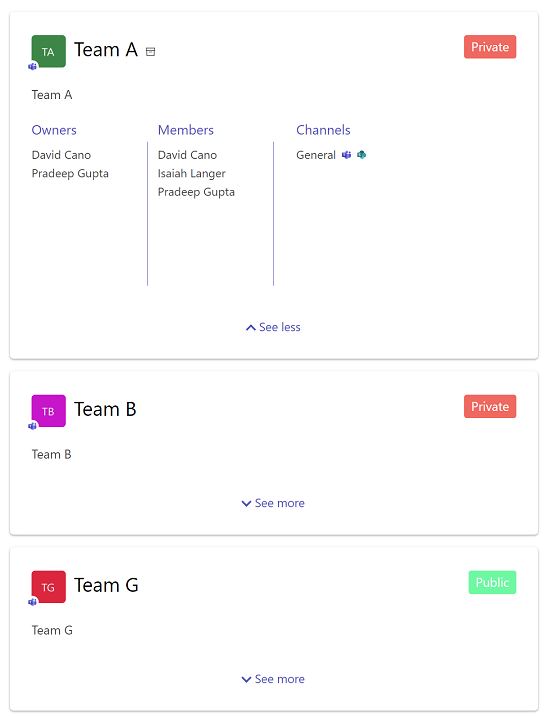 TA Team A Private
Team A
Owners Members Channels
David Cano David Cano General
Pradeep Gupta Isaiah Langer
Pradeep Gupta
See less
TB Team B Private
Team B
See more
TG Team G Public
Team G
See more